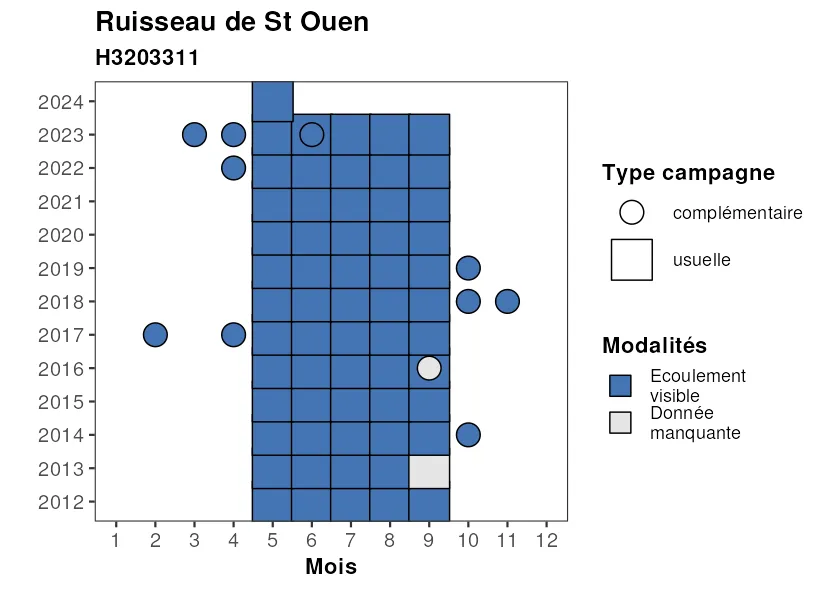 Ruisseau de St Ouen
H3203311
2024
2023
2022
2021
2020
2019
2018
2017
2016
2015
2014
2013
2012
1 2 3 4 5 6 7 8 9 10 11 12
Mois
Type campagne
complémentaire
usuelle
Modalités
Ecoulement
visible
Donnée
manquante